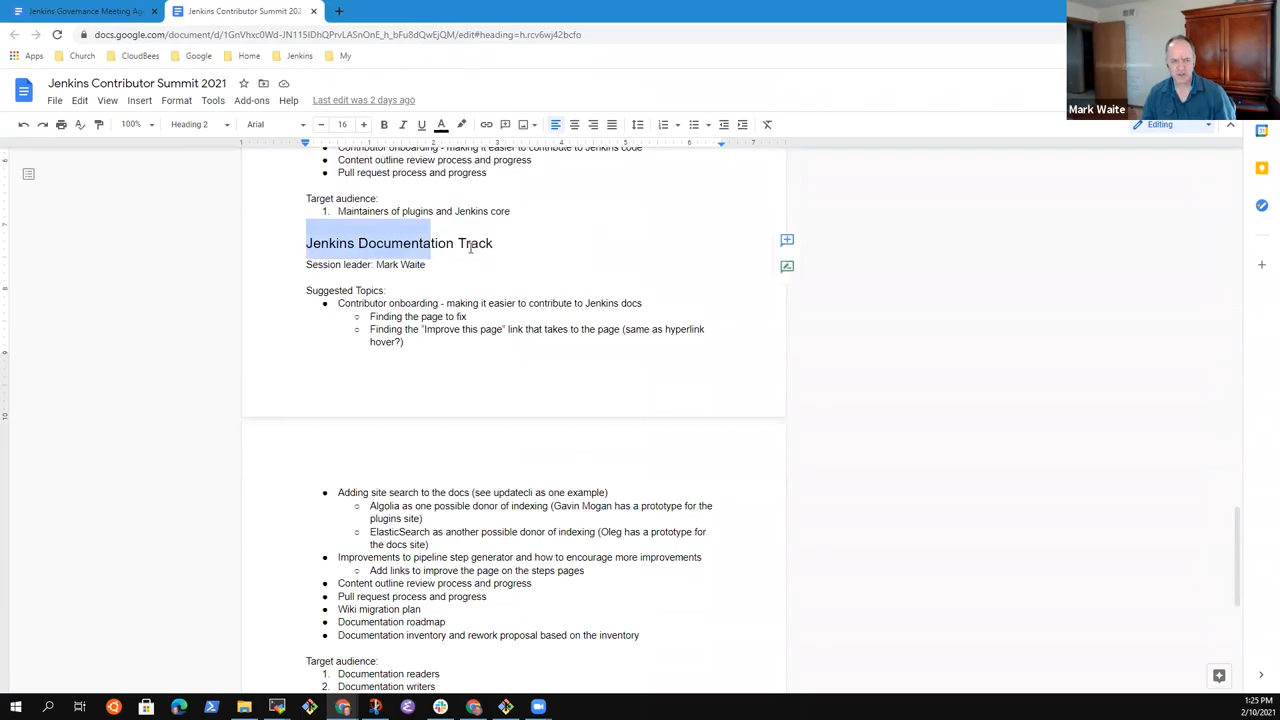 Jenkins Governance Meeting Ag
Jenkins Contributor Summit 202
docs.google.com/document/d/1GnVhxc0Wd-JN115IDhQPrvLASnOnE_h_bFu8dQwEjQM/edit#heading=h.rcv6wj42bcfo
Apps
Church
CloudBees
Google
Home
Jenkins
My
Jenkins Contributor Summit 2021
File Edit View Insert Format Tools Add-ons Help Last edit was 2 days ago
100% Heading 2 Arial 16 B I U A
Editing
Mark Waite
Contributor onboarding - making it easier to contribute to Jenkins code
Content outline review process and progress
Pull request process and progress
Target audience:
1. Maintainers of plugins and Jenkins core
Jenkins Documentation Track
Session leader: Mark Waite
Suggested Topics:
● Contributor onboarding - making it easier to contribute to Jenkins docs
○ Finding the page to fix
○ Finding the "Improve this page" link that takes to the page (same as hyperlink
hover?)
● Adding site search to the docs (see updatecli as one example)
○ Algolia as one possible donor of indexing (Gavin Mogan has a prototype for the
plugins site)
○ ElasticSearch as another possible donor of indexing (Oleg has a prototype for
the docs site)
● Improvements to pipeline step generator and how to encourage more improvements
○ Add links to improve the page on the steps pages
● Content outline review process and progress
● Pull request process and progress
● Wiki migration plan
● Documentation roadmap
● Documentation inventory and rework proposal based on the inventory
Target audience:
1. Documentation readers
2. Documentation writers
1:25 PM
2/10/2021